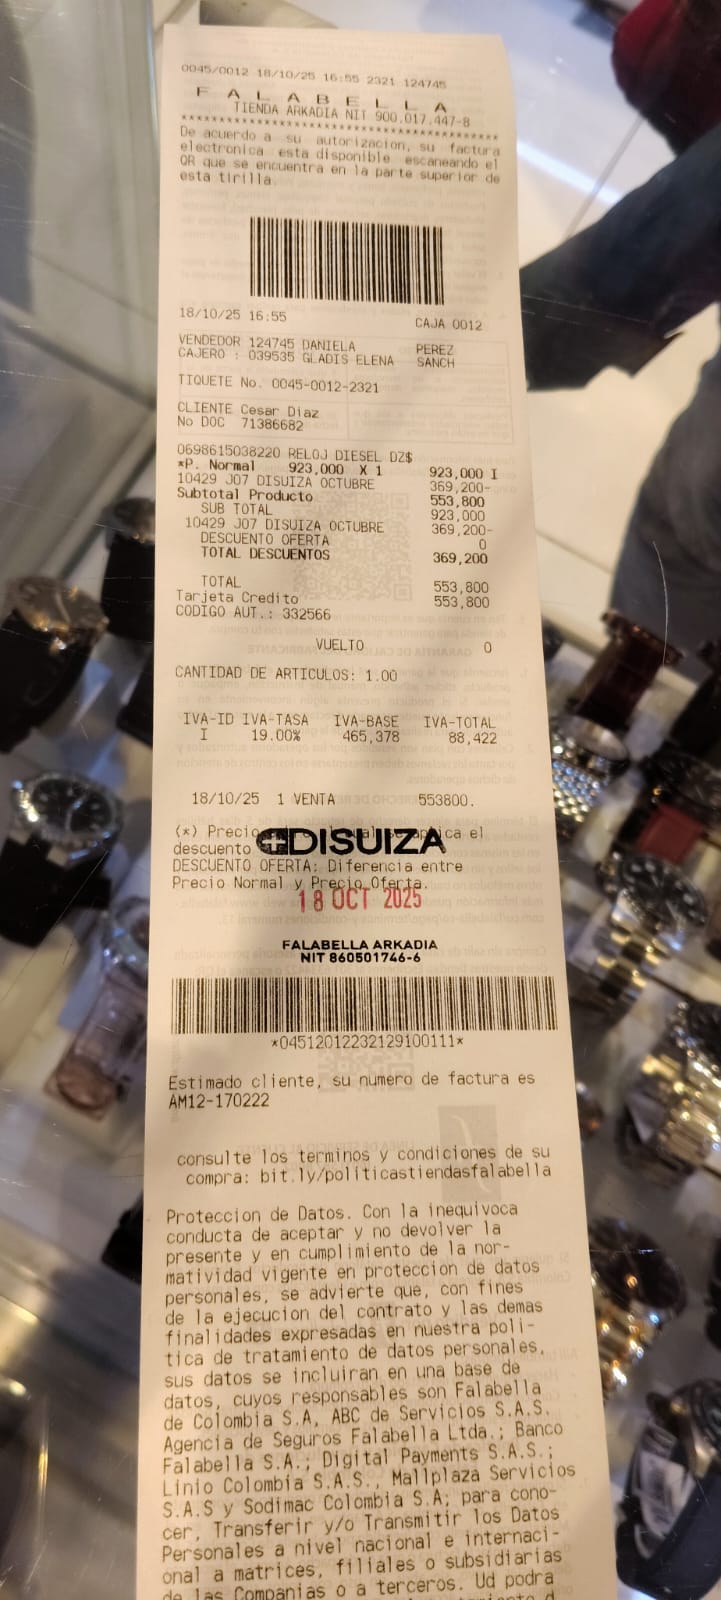 0045/0012 18/10/25 16:55 2321 124745
FALABELLA
TIENDA ARKADIA NIT 900.017.447-8
****************************************
De acuerdo a su autorizacion, su factura
electronica esta disponible escaneando el
QR que se encuentra en la parte superior de
esta tirilla.
18/10/25 16:55 CAJA 0012
VENDEDOR 124745 DANIELA PEREZ
CAJERO : 039535 GLADIS ELENA SANCH
TIQUETE No. 0045-0012-2321
CLIENTE Cesar Diaz
No DOC 71386682
0698615038220 RELOJ DIESEL DZ$
*P. Normal 923,000 X 1 923,000 I
10429 J07 DISUIZA OCTUBRE 369,200-
Subtotal Producto 553,800
SUB TOTAL 923,000
10429 J07 DISUIZA OCTUBRE 369,200-
DESCUENTO OFERTA 0
TOTAL DESCUENTOS 369,200
TOTAL 553,800
Tarjeta Credito 553,800
CODIGO AUT.: 332566
VUELTO 0
CANTIDAD DE ARTICULOS: 1.00
IVA-ID IVA-TASA IVA-BASE IVA-TOTAL
I 19.00% 465,378 88,422
18/10/25 1 VENTA 553800.
(*) Precio al cual se aplica el
descuento
DISUIZA
DESCUENTO OFERTA: Diferencia entre
Precio Normal y Precio Oferta.
18 OCT 2025
FALABELLA ARKADIA
NIT 860501746-6
*04512012232129100111*
Estimado cliente, su numero de factura es
AM12-170222
consulte los terminos y condiciones de su
compra: bit.ly/politicastiendasfalabella
Proteccion de Datos. Con la inequivoca
conducta de aceptar y no devolver la
presente y en cumplimiento de la nor-
matividad vigente en proteccion de datos
personales, se advierte que, con fines
de la ejecucion del contrato y las demas
finalidades expresadas en nuestra poli-
tica de tratamiento de datos personales,
sus datos se incluiran en una base de
datos, cuyos responsables son Falabella
de Colombia S.A, ABC de Servicios S.A.S.
Agencia de Seguros Falabella Ltda.; Banco
Falabella S.A.; Digital Payments S.A.S.;
Linio Colombia S.A.S., Mallplaza Servicios
S.A.S y Sodimac Colombia S.A; para cono-
cer, Transferir y/o Transmitir los Datos
Personales a nivel nacional e internaci-
onal a matrices, filiales o subsidiarias
de las Companias o a terceros. Ud podra